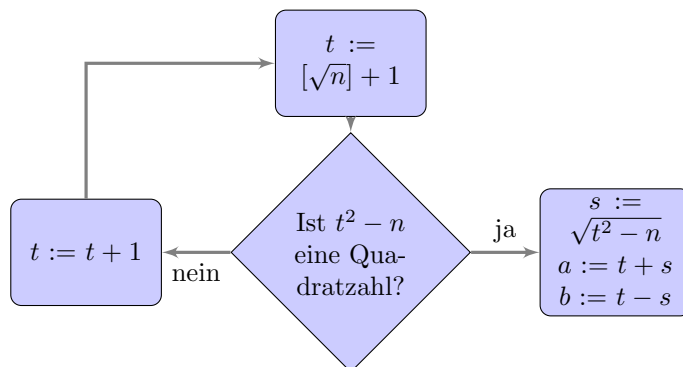 t :=
[√n] + 1
t := t + 1
nein
Ist t² − n
eine Qua-
dratzahl?
ja
s :=
√(t² − n)
a := t + s
b := t − s